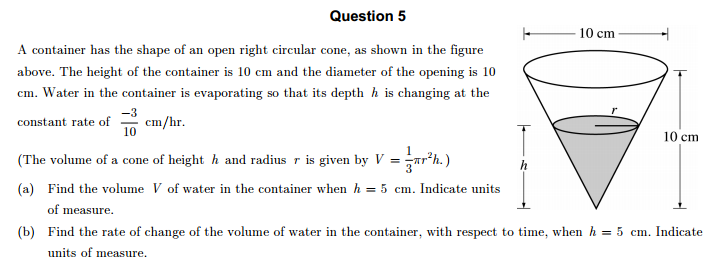 Question 5
10 cm
A container has the shape of an open right circular cone, as shown in the figure
above. The height of the container is 10 cm and the diameter of the opening is 10
cm. Water in the container is evaporating so that its depth h is changing at the
constant rate of -3/10 cm/hr.
r
10 cm
(The volume of a cone of height h and radius r is given by V = 1/3πr²h.)
h
(a) Find the volume V of water in the container when h = 5 cm. Indicate units
of measure.
(b) Find the rate of change of the volume of water in the container, with respect to time, when h = 5 cm. Indicate
units of measure.